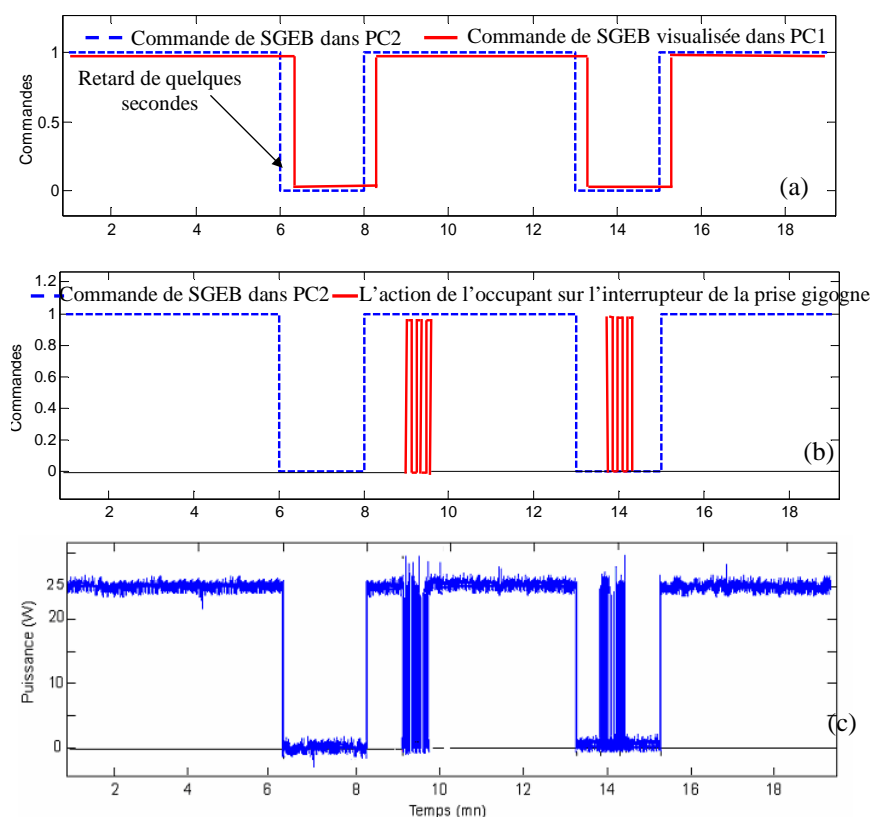 Commande de SGEB dans PC2 Commande de SGEB visualisée dans PC1
Retard de quelques
secondes
Commandes
1
0.5
0
(a)
2 4 6 8 10 12 14 16 18
Commande de SGEB dans PC2 L'action de l'occupant sur l'interrupteur de la prise gigogne
Commandes
1.2
1
0.8
0.6
0.4
0.2
0
(b)
2 4 6 8 10 12 14 16 18
Puissance (W)
25
20
10
0
(c)
2 4 6 8 10 12 14 16 18
Temps (mn)